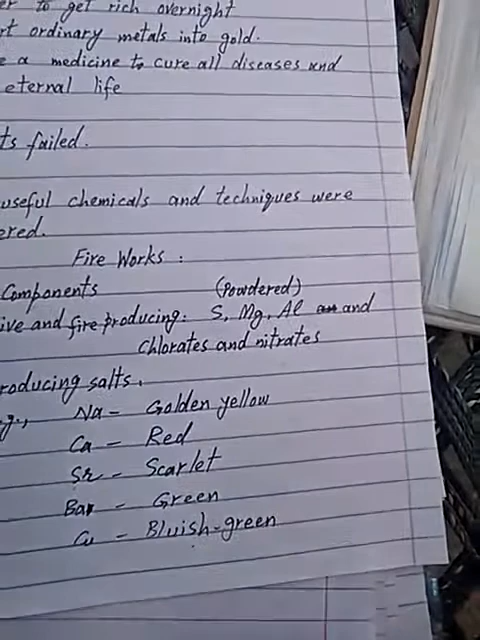 to get rich overnight
ordinary metals into gold.
a medicine to cure all diseases and
eternal life
failed.
useful chemicals and techniques were
Fire Works :
Components (Powdered)
and fire producing: S, Mg, Al and
Chlorates and nitrates
salts.
Na - Golden yellow
Ca - Red
Sr - Scarlet
Ba - Green
Cu - Bluish-green